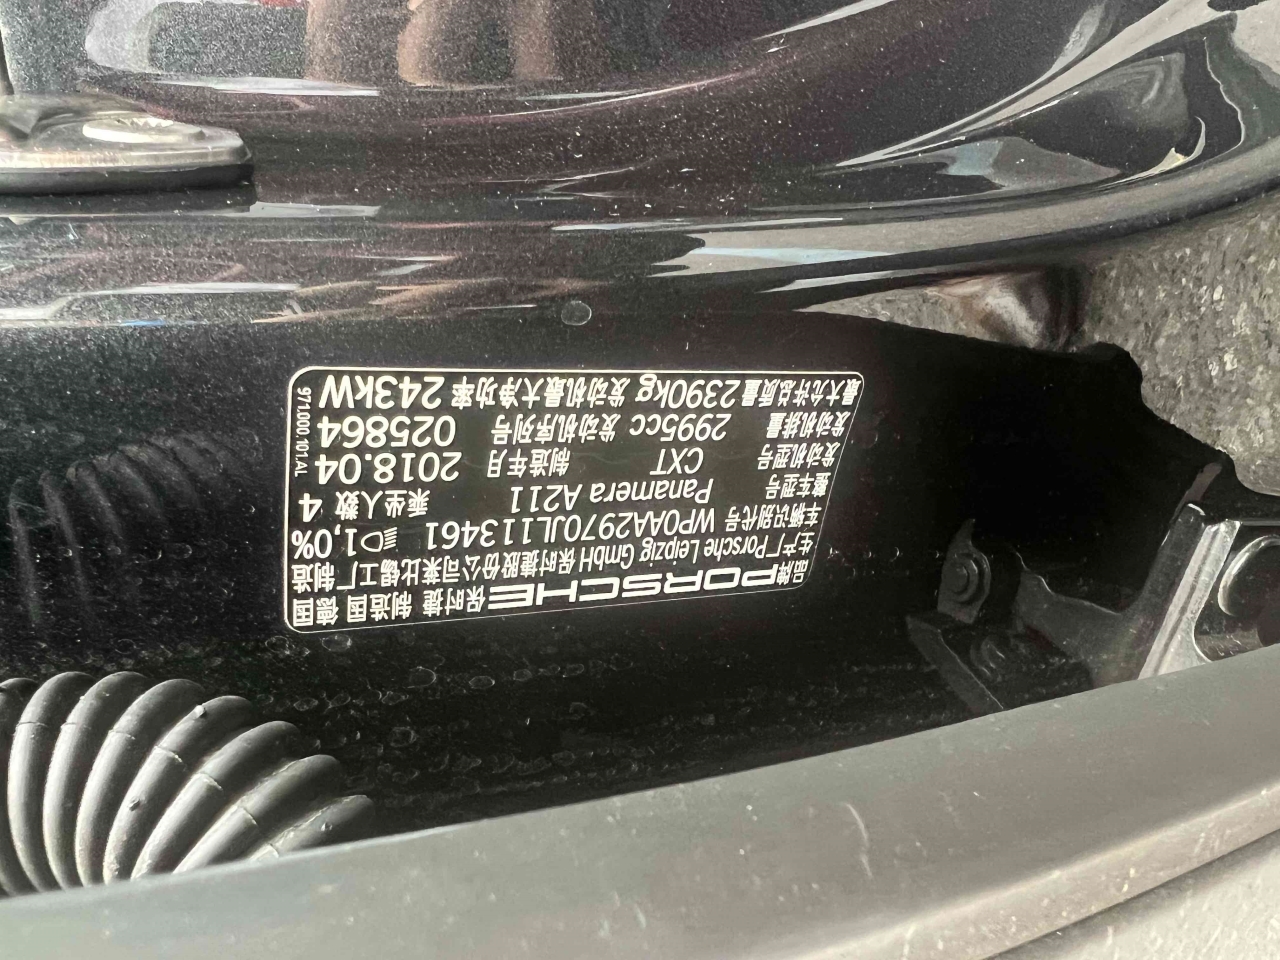 品牌 PORSCHE 保时捷 制造国 德国
生产厂 Porsche Leipzig GmbH 保时捷股份公司莱比锡工厂制造
车辆识别代号 WP0AA2970JL113461 1,0%
整车型号 Panamera A211 乘坐人数 4
发动机型号 CXT 制造年月 2018.04
发动机排量 2995cc 发动机序列号 025864
最大允许总质量 2390kg 发动机最大净功率 243kW
971.000.101.AL